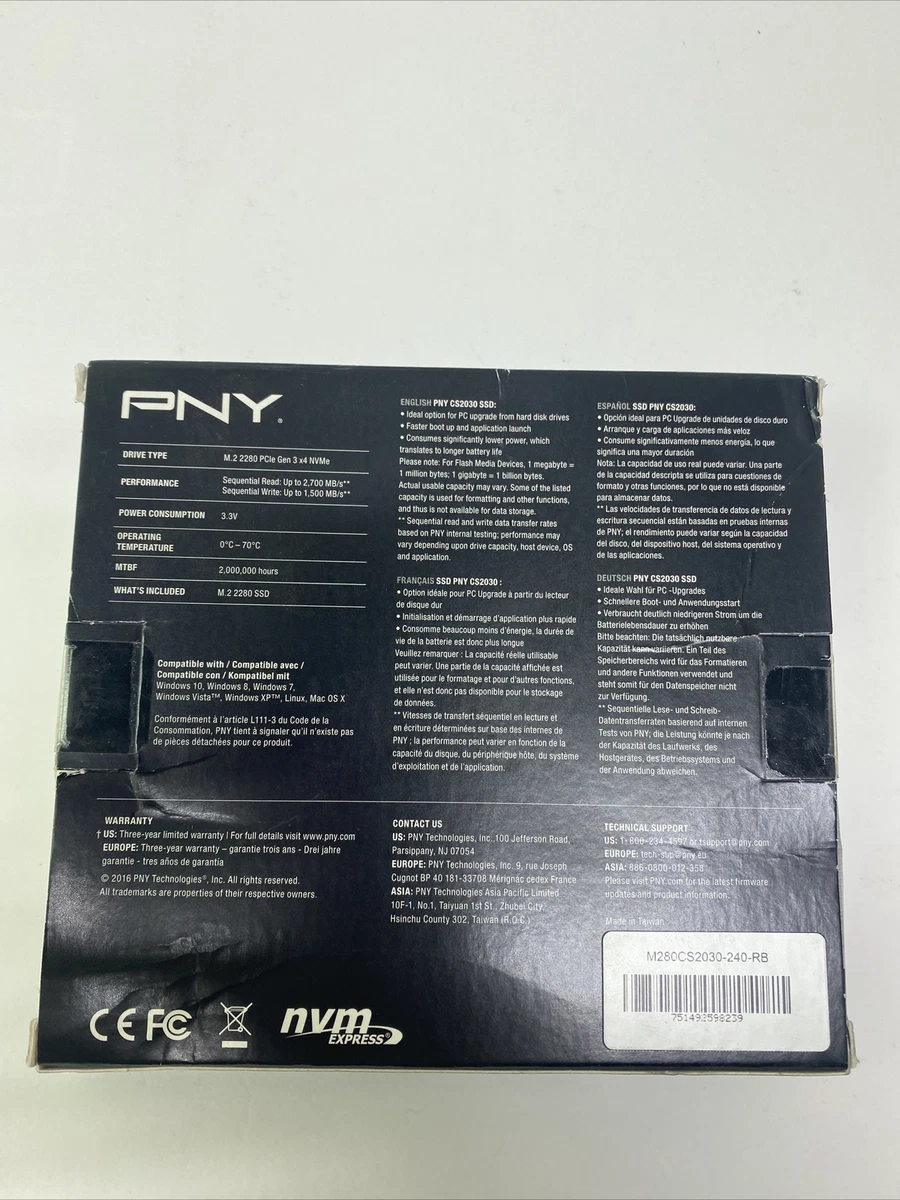 PNY®
DRIVE TYPE M.2 2280 PCIe Gen 3 x4 NVMe
PERFORMANCE Sequential Read: Up to 2,700 MB/s**
Sequential Write: Up to 1,500 MB/s**
POWER CONSUMPTION 3.3V
OPERATING
TEMPERATURE 0°C – 70°C
MTBF 2,000,000 hours
WHAT'S INCLUDED M.2 2280 SSD
Compatible with / Compatible avec /
Compatible con / Kompatibel mit
Windows 10, Windows 8, Windows 7,
Windows Vista™, Windows XP™, Linux, Mac OS X
Conformément à l'article L111-3 du Code de la
Consommation, PNY tient à signaler qu'il n'existe pas
de pièces détachées pour ce produit.
ENGLISH PNY CS2030 SSD:
• Ideal option for PC upgrade from hard disk drives
• Faster boot up and application launch
• Consumes significantly lower power, which
translates to longer battery life
Please note: For Flash Media Devices, 1 megabyte =
1 million bytes; 1 gigabyte = 1 billion bytes.
Actual usable capacity may vary. Some of the listed
capacity is used for formatting and other functions,
and thus is not available for data storage.
** Sequential read and write data transfer rates
based on PNY internal testing; performance may
vary depending upon drive capacity, host device, OS
and application.
FRANÇAIS SSD PNY CS2030 :
• Option idéale pour PC Upgrade à partir du lecteur
de disque dur
• Initialisation et démarrage d'application plus rapide
• Consomme beaucoup moins d'énergie, la durée de
vie de la batterie est donc plus longue
Veuillez remarquer : La capacité réelle utilisable
peut varier. Une partie de la capacité affichée est
utilisée pour le formatage et pour d'autres fonctions,
et elle n'est donc pas disponible pour le stockage
de données.
** Vitesses de transfert séquentiel en lecture et
en écriture déterminées sur base des internes de
PNY ; la performance peut varier en fonction de la
capacité du disque, du périphérique hôte, du système
d'exploitation et de l'application.
ESPAÑOL SSD PNY CS2030:
• Opción ideal para PC Upgrade de unidades de disco duro
• Arranque y carga de aplicaciones más veloz
• Consume significativamente menos energía, lo que
significa una mayor duración
Nota: La capacidad de uso real puede variar. Una parte
de la capacidad descripta se utiliza para cuestiones de
formato y otras funciones, por lo que no está disponible
para almacenar datos.
** Las velocidades de transferencia de datos de lectura y
escritura secuencial están basadas en pruebas internas
de PNY; el rendimiento puede variar según la capacidad
del disco, del dispositivo host, del sistema operativo y
de las aplicaciones.
DEUTSCH PNY CS2030 SSD
• Ideale Wahl für PC -Upgrades
• Schnellere Boot- und Anwendungsstart
• Verbraucht deutlich niedrigeren Strom um die
Batterielebensdauer zu erhöhen
Bitte beachten: Die tatsächlich nutzbare
Kapazität kann variieren. Ein Teil des
Speicherbereichs wird für das Formatieren
und andere Funktionen verwendet und
steht somit für den Datenspeicher nicht
zur Verfügung.
** Sequentielle Lese- und Schreib-
Datentransferraten basierend auf internen
Tests von PNY; die Leistung könnte je nach
der Kapazität des Laufwerks, des
Hostgerätes, des Betriebssystems und
der Anwendung abweichen.
WARRANTY
† US: Three-year limited warranty | For full details visit www.pny.com
EUROPE: Three-year warranty – garantie trois ans - Drei jahre
garantie - tres años de garantía
© 2016 PNY Technologies®, Inc. All rights reserved.
All trademarks are properties of their respective owners.
CONTACT US
US: PNY Technologies, Inc.,100 Jefferson Road,
Parsippany, NJ 07054
EUROPE: PNY Technologies, Inc. 9, rue Joseph
Cugnot BP 40 181-33708 Mérignac cedex France
ASIA: PNY Technologies Asia Pacific Limited
10F-1, No.1, Taiyuan 1st St., Zhubei City,
Hsinchu County 302, Taiwan (R.O.C.)
TECHNICAL SUPPORT
US: 1-800-234-4597 or tsupport@pny.com
EUROPE: tech-sup@pny.eu
ASIA: 886-0800-012-358
Please visit PNY.com for the latest firmware
updates and product information.
Made in Taiwan
M280CS2030-240-RB
751492598239
CE FC
nvm
EXPRESS®